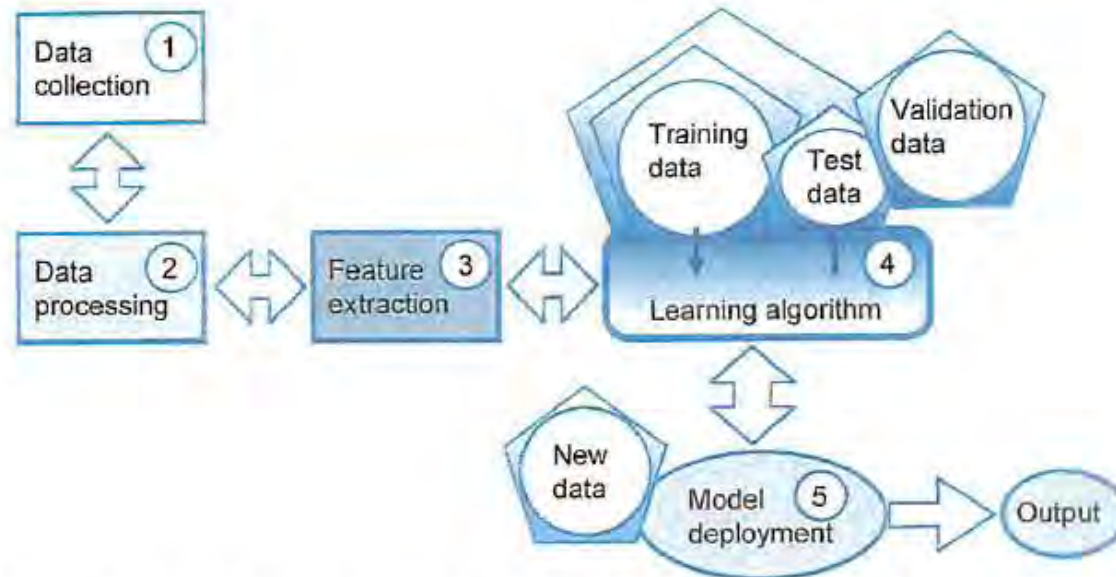 Data
collection
1
Data
processing
2
Feature
extraction
3
Training
data
Test
data
Validation
data
4
Learning algorithm
New
data
Model
deployment
5
Output